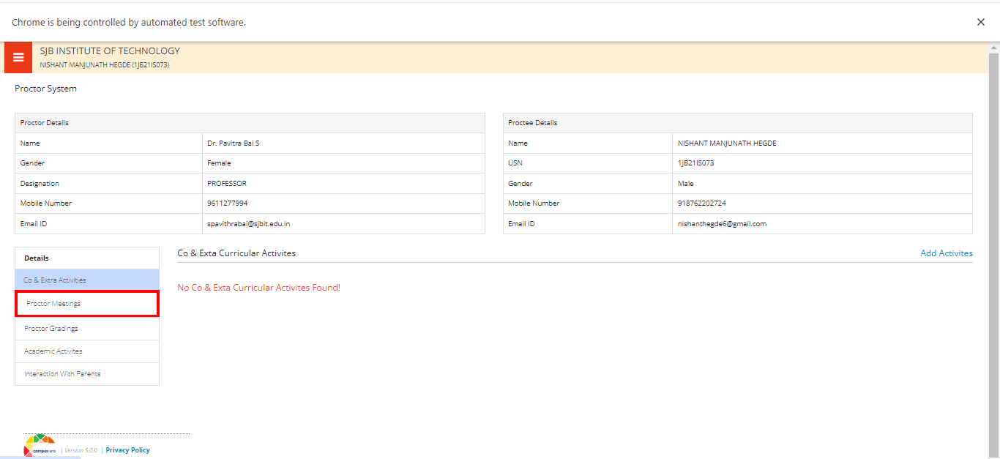 Chrome is being controlled by automated test software.
SJB INSTITUTE OF TECHNOLOGY
NISHANT MANJUNATH HEGDE (1JB21IS073)
Proctor System
Proctor Details
Name Dr. Pavitra Bai S
Gender Female
Designation PROFESSOR
Mobile Number 9611277994
Email ID spavithrabai@sjbit.edu.in
Proctee Details
Name NISHANT MANJUNATH HEGDE
USN 1JB21IS073
Gender Male
Mobile Number 918762202724
Email ID nishanthegde6@gmail.com
Details
Co & Extra Activities
Proctor Meetings
Proctor Gradings
Academic Activites
Interaction With Parents
Co & Exta Curricular Activites Add Activites
No Co & Exta Curricular Activites Found!
| Version 5.0.0 | Privacy Policy